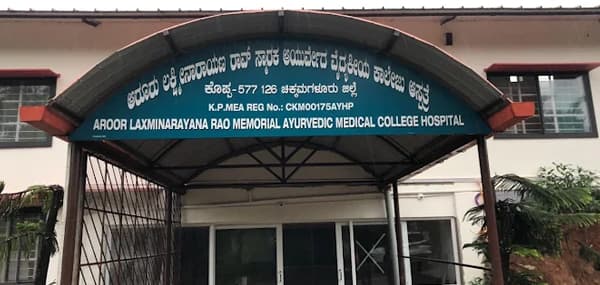 ಆರೂರು ಲಕ್ಷ್ಮೀನಾರಾಯಣ ರಾವ್ ಸ್ಮಾರಕ ಆಯುರ್ವೇದ ವೈದ್ಯಕೀಯ ಕಾಲೇಜು ಆಸ್ಪತ್ರೆ
ಕೊಪ್ಪ-577 126 ಚಿಕ್ಕಮಗಳೂರು ಜಿಲ್ಲೆ
K.P.MEA REG No.: CKM00175AYHP
AROOR LAXMINARAYANA RAO MEMORIAL AYURVEDIC MEDICAL COLLEGE HOSPITAL